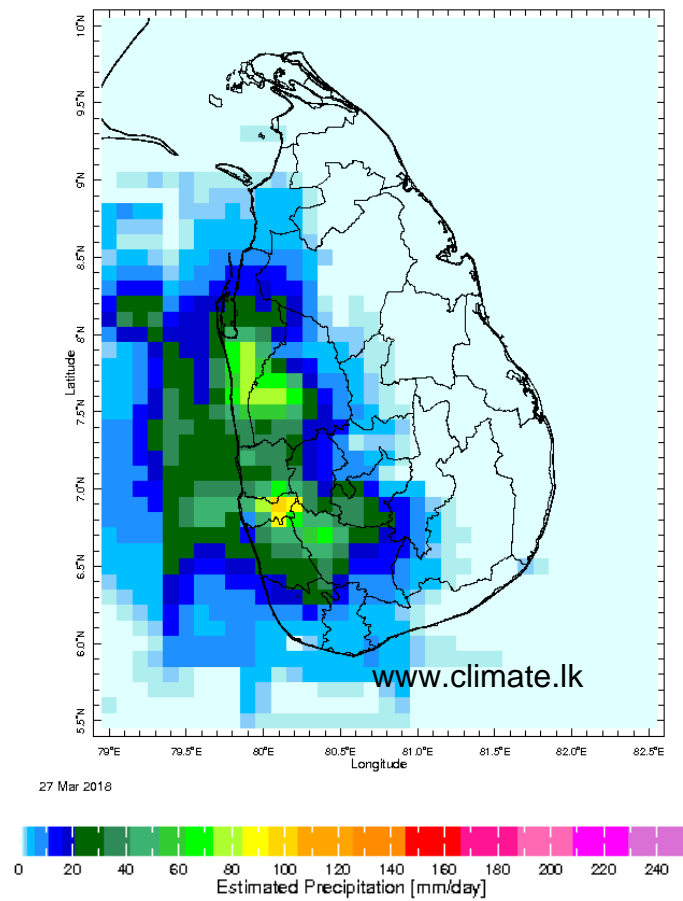 10°N
9.5°N
9°N
8.5°N
8°N
7.5°N
7.0°N
6.5°N
6.0°N
5.5°N
Latitude
www.climate.lk
79°E 79.5°E 80°E 80.5°E 81.0°E 81.5°E 82.0°E 82.5°E
Longitude
27 Mar 2018
0 20 40 60 80 100 120 140 160 180 200 220 240
Estimated Precipitation [mm/day]